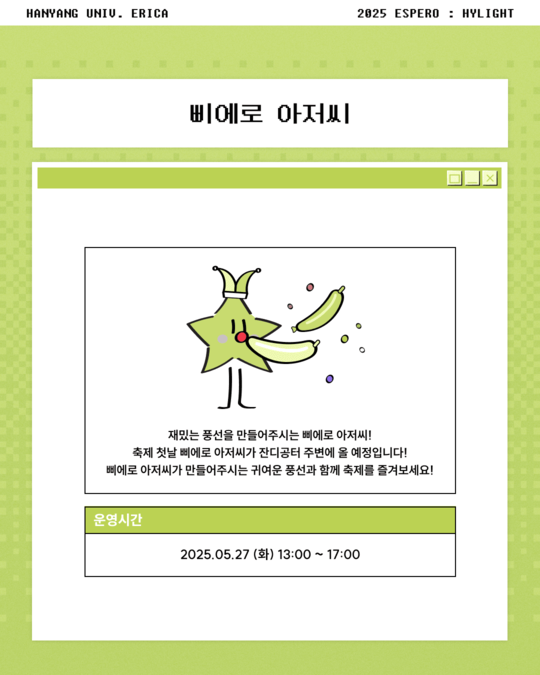 HANYANG UNIV. ERICA
2025 ESPERO : HYLIGHT
삐에로 아저씨
재밌는 풍선을 만들어주시는 삐에로 아저씨!
축제 첫날 삐에로 아저씨가 잔디공터 주변에 올 예정입니다!
삐에로 아저씨가 만들어주시는 귀여운 풍선과 함께 축제를 즐겨보세요!
운영시간
2025.05.27 (화) 13:00 ~ 17:00